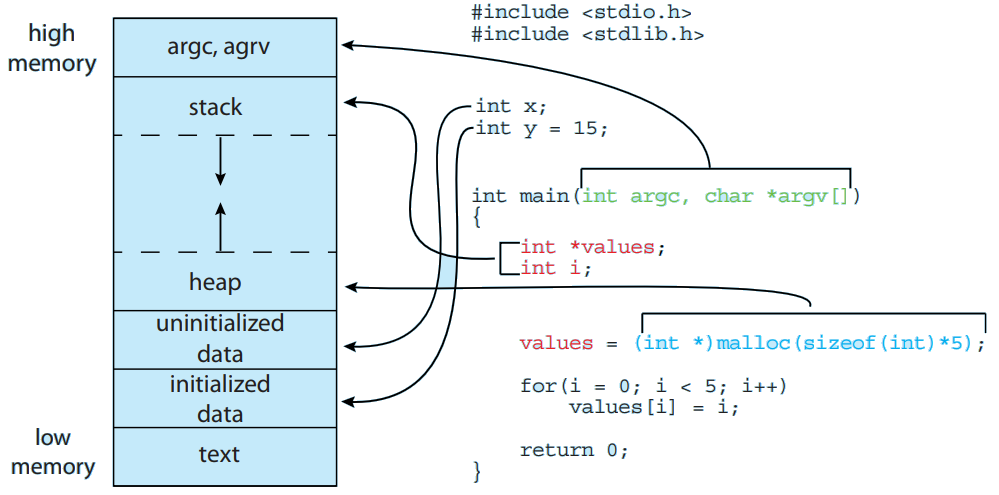 high
memory
argc, agrv
stack
heap
uninitialized
data
initialized
data
text
low
memory
#include <stdio.h>
#include <stdlib.h>
int x;
int y = 15;
int main(int argc, char *argv[])
{
int *values;
int i;
values = (int *)malloc(sizeof(int)*5);
for(i = 0; i < 5; i++)
values[i] = i;
return 0;
}